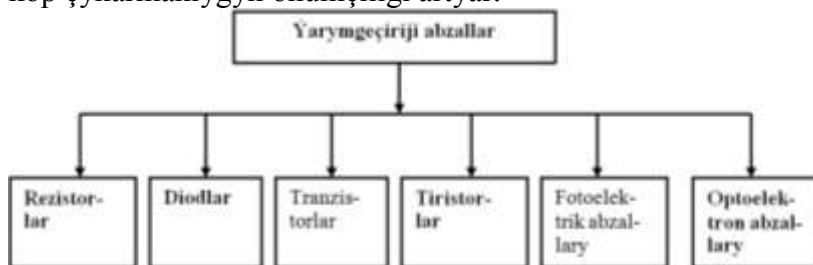 Ýarymgeçiriji abzallar
Rezistor-
lar
Diodlar
Tranzis-
torlar
Tiristor-
lar
Fotoelek-
trik abzal-
lary
Optoelek-
tron abzal-
lary